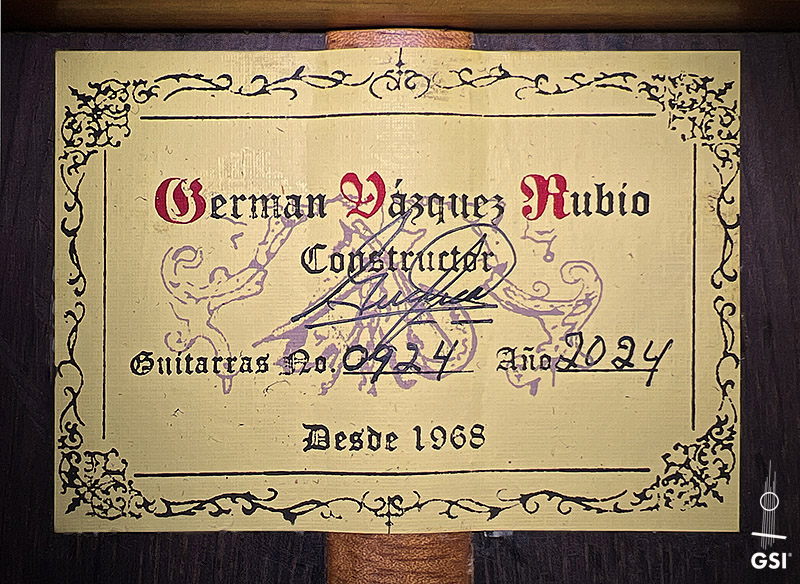 German Vázquez Rubio
Constructor
Guitarras No. 0924 Año 2024
Desde 1968
GSI